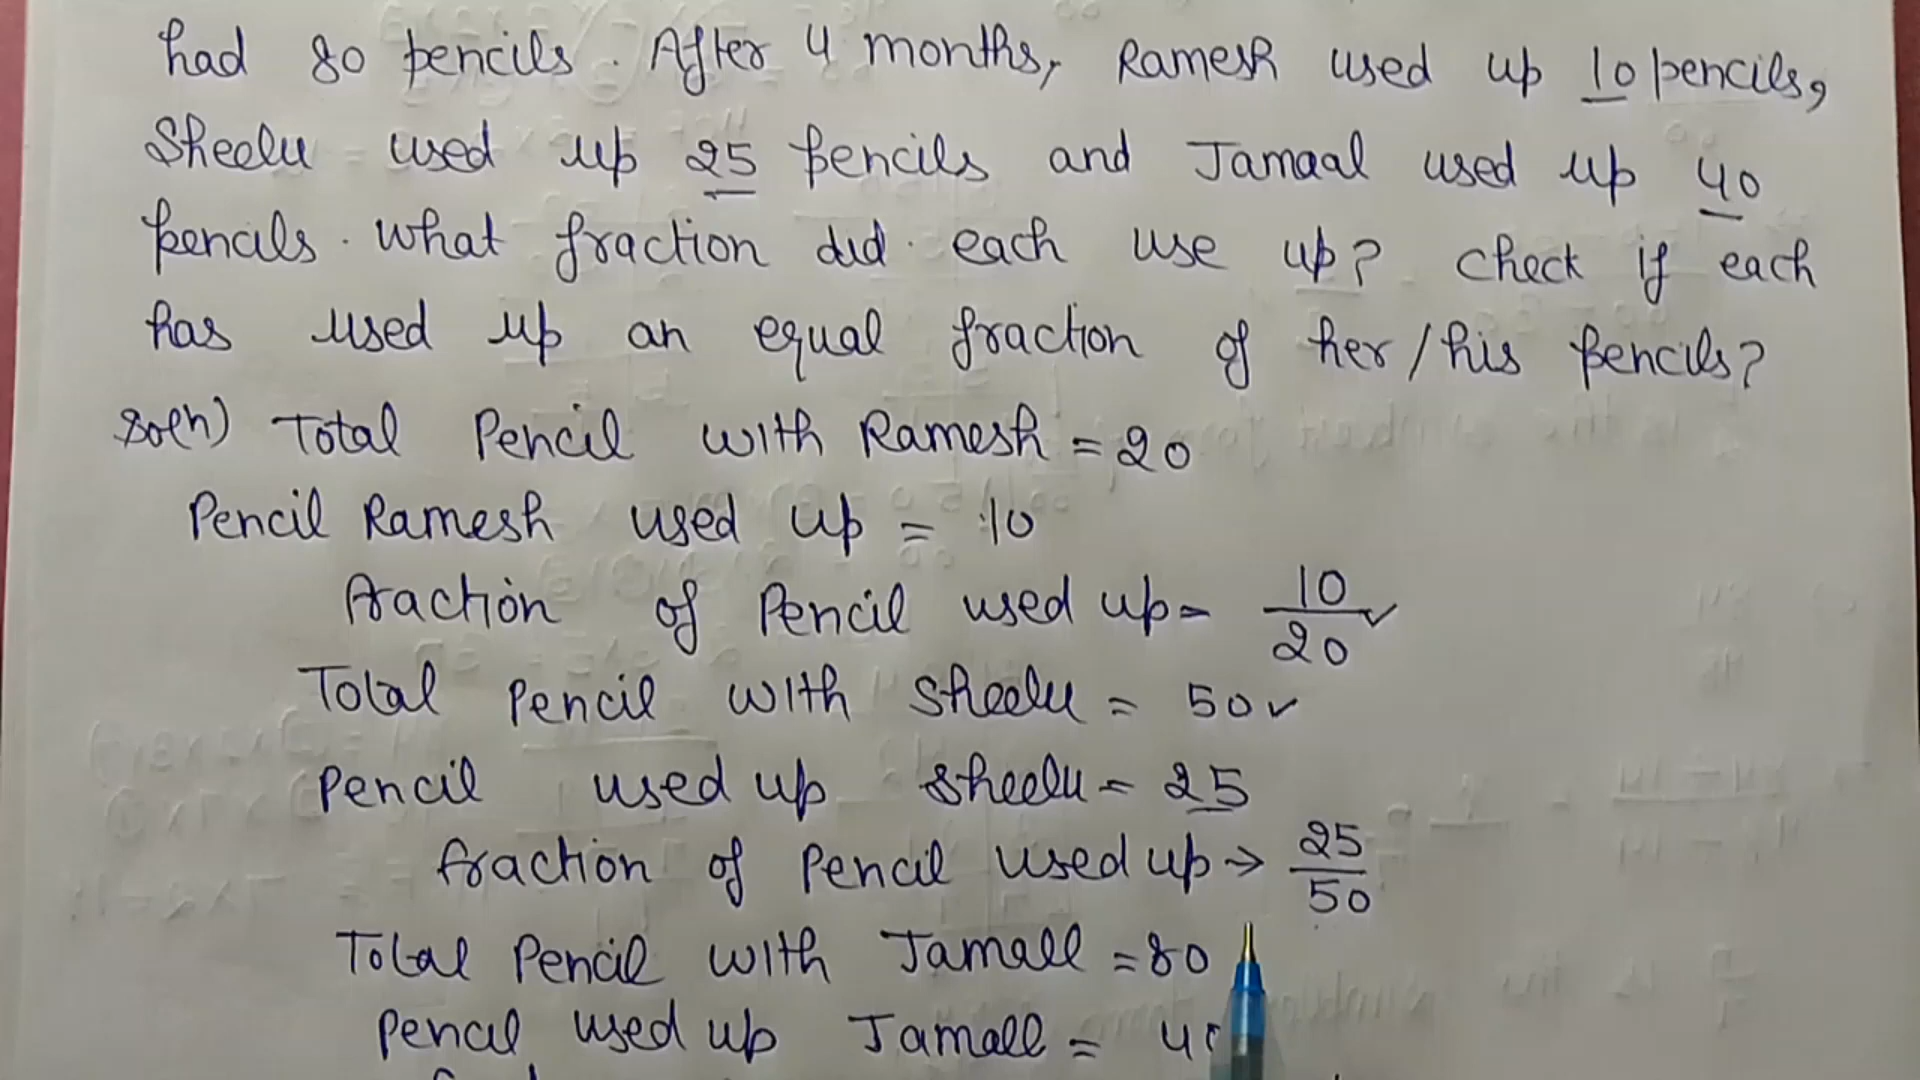 had 80 pencils. After 4 months, Ramesh used up 10 pencils,
Sheelu used up 25 pencils and Jamaal used up 40
pencils. what fraction did each use up? check if each
has used up an equal fraction of her/his pencils?
Soln) Total Pencil with Ramesh = 20
Pencil Ramesh used up = 10
fraction of Pencil used up = 10/20 ✓
Total pencil with Sheelu = 50 ✓
pencil used up Sheelu = 25
fraction of Pencil used up → 25/50
Total Pencil with Jamall = 80
pencil used up Jamall =